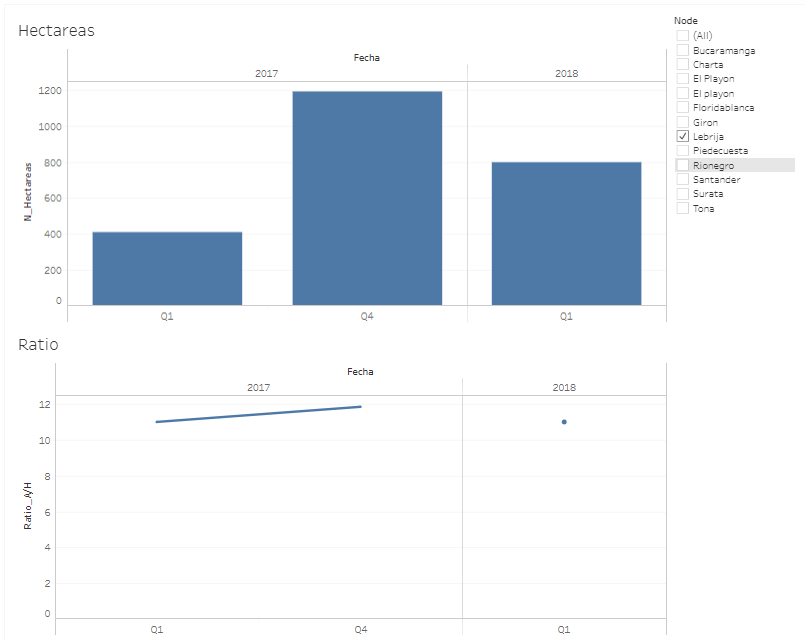 Hectareas
Fecha
2017
2018
1200
1000
800
600
400
200
0
N_Hectareas
Q1
Q4
Q1
Ratio
Fecha
2017
2018
12
10
8
6
4
2
0
Ratio_A/H
Q1
Q4
Q1
Node
(All)
Bucaramanga
Charta
El Playon
El playon
Floridablanca
Giron
Lebrija
Piedecuesta
Rionegro
Santander
Surata
Tona